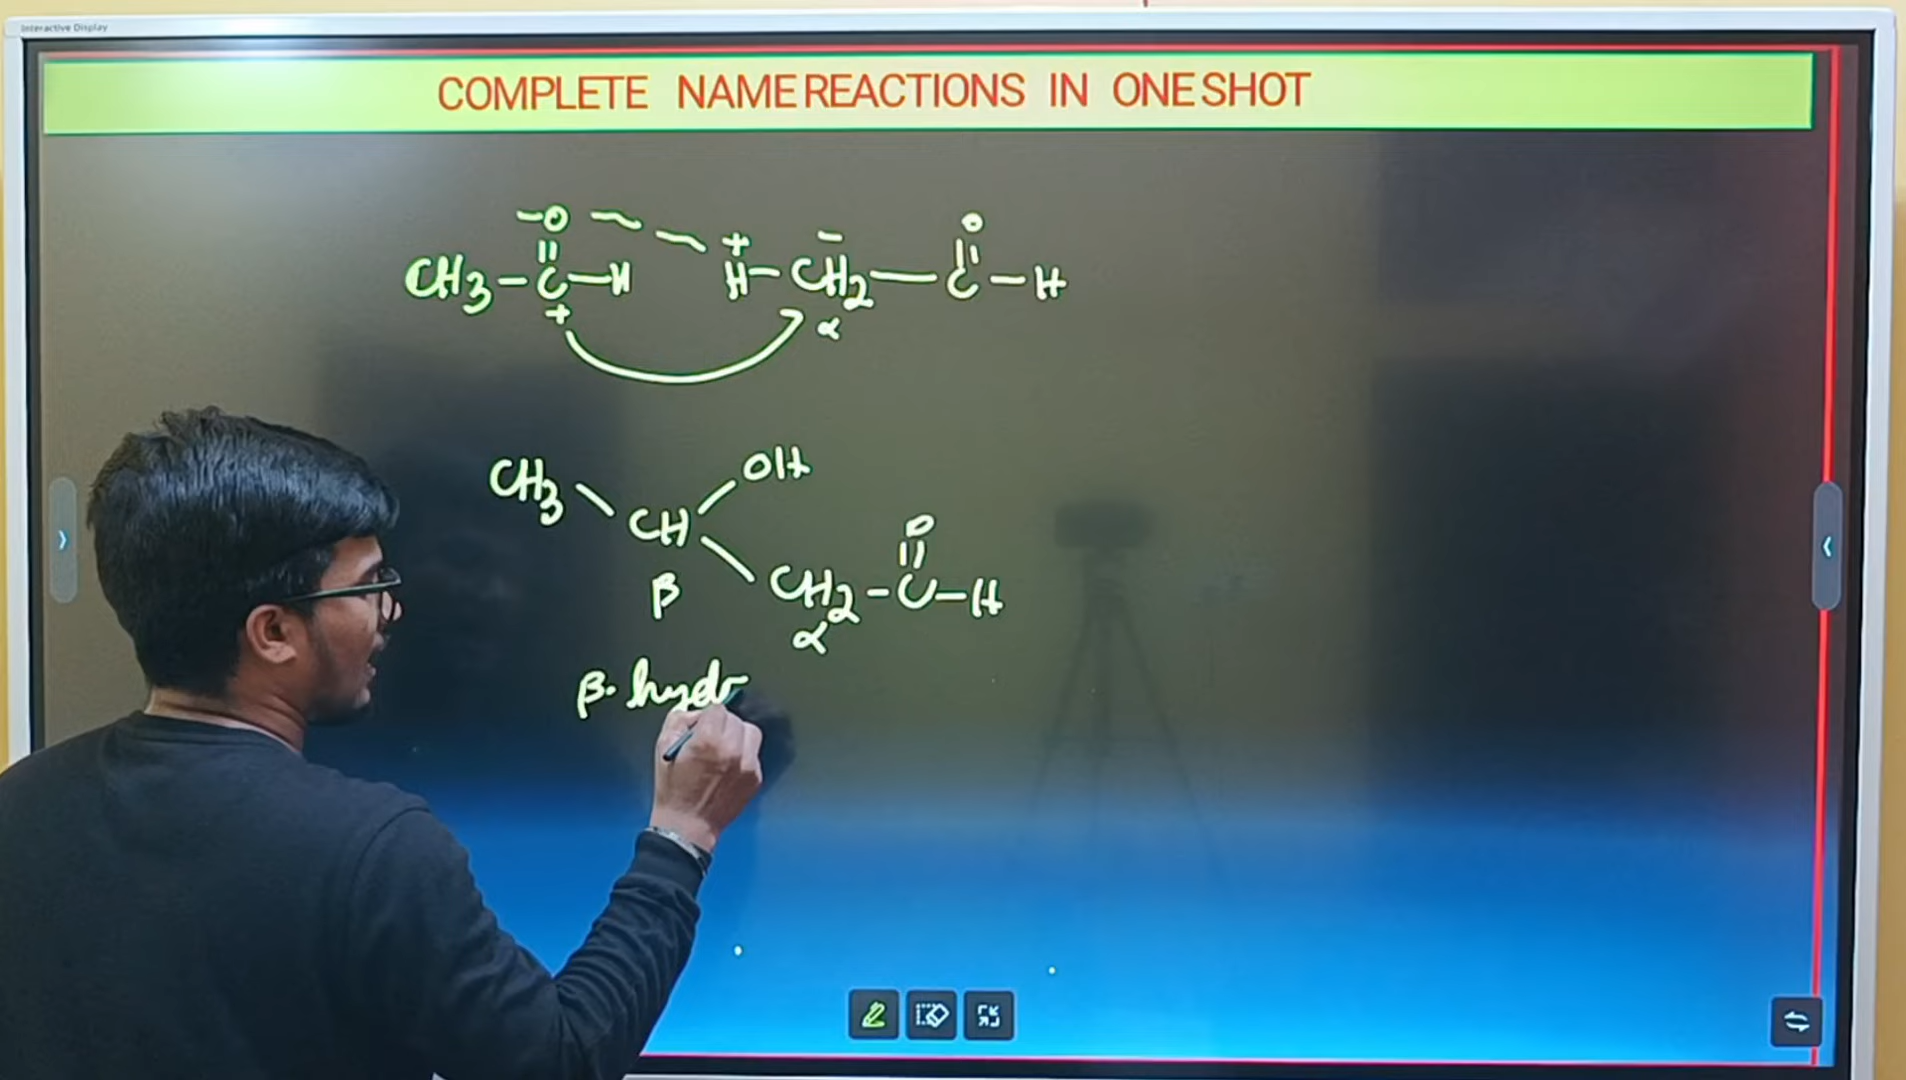 Interactive Display
COMPLETE NAME REACTIONS IN ONE SHOT
-O + - O
CH3-C-H H-CH2-C-H
+ α
CH3 OH
CH O
β CH2-C-H
α
β-hydr